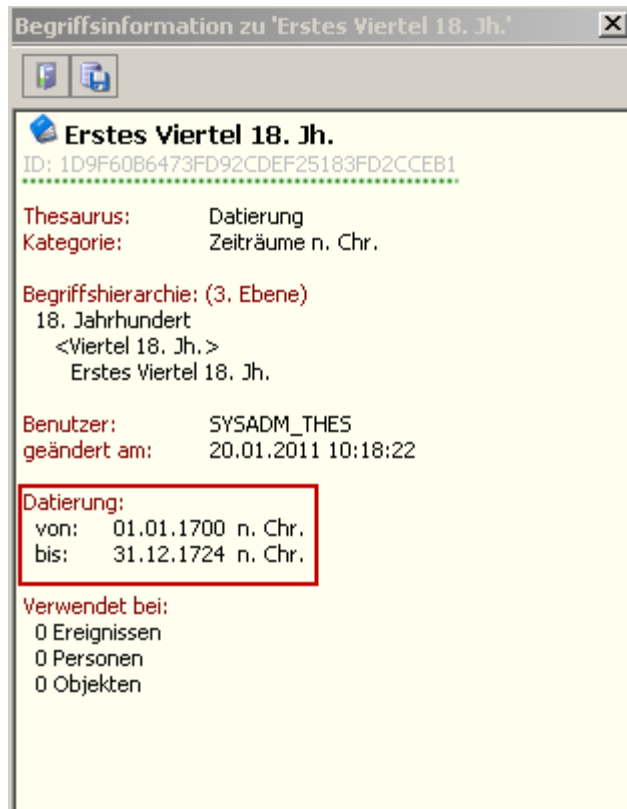 Begriffsinformation zu 'Erstes Viertel 18. Jh.'
Erstes Viertel 18. Jh.
ID: 1D9F60B6473FD92CDEF25183FD2CCEB1
Thesaurus: Datierung
Kategorie: Zeiträume n. Chr.
Begriffshierarchie: (3. Ebene)
18. Jahrhundert
<Viertel 18. Jh.>
Erstes Viertel 18. Jh.
Benutzer: SYSADM_THES
geändert am: 20.01.2011 10:18:22
Datierung:
von: 01.01.1700 n. Chr.
bis: 31.12.1724 n. Chr.
Verwendet bei:
0 Ereignissen
0 Personen
0 Objekten